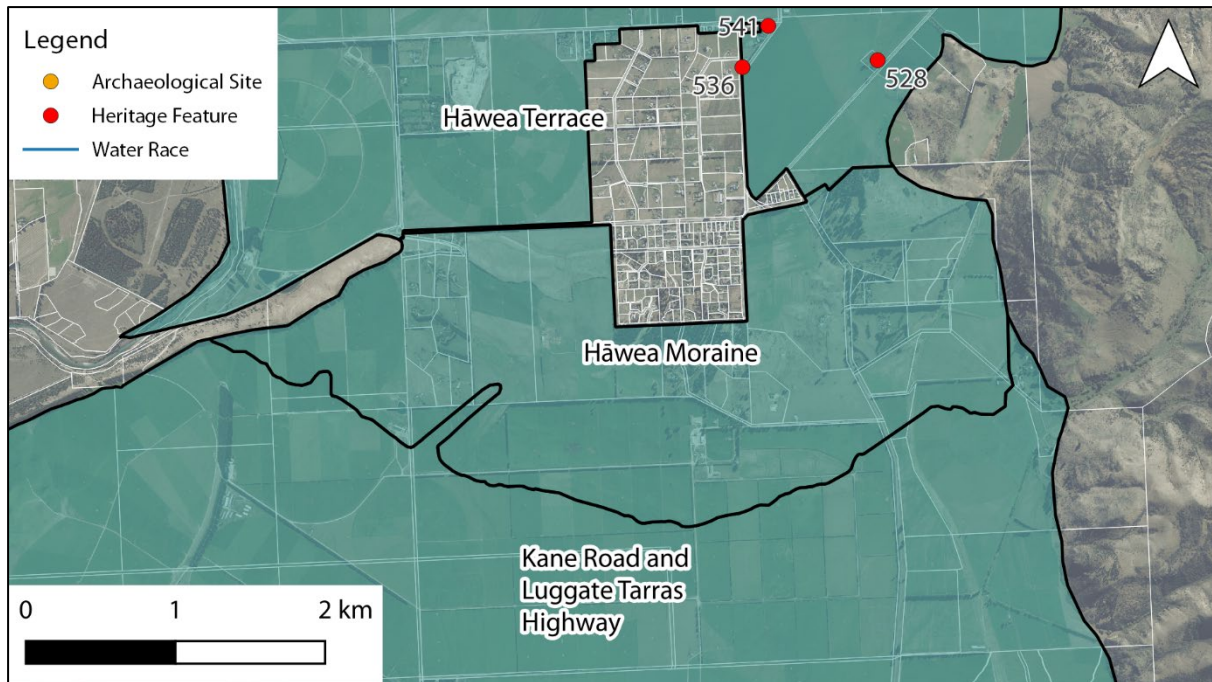 Legend
Archaeological Site
Heritage Feature
Water Race
541
536
528
Hāwea Terrace
Hāwea Moraine
Kane Road and
Luggate Tarras
Highway
0 1 2 km